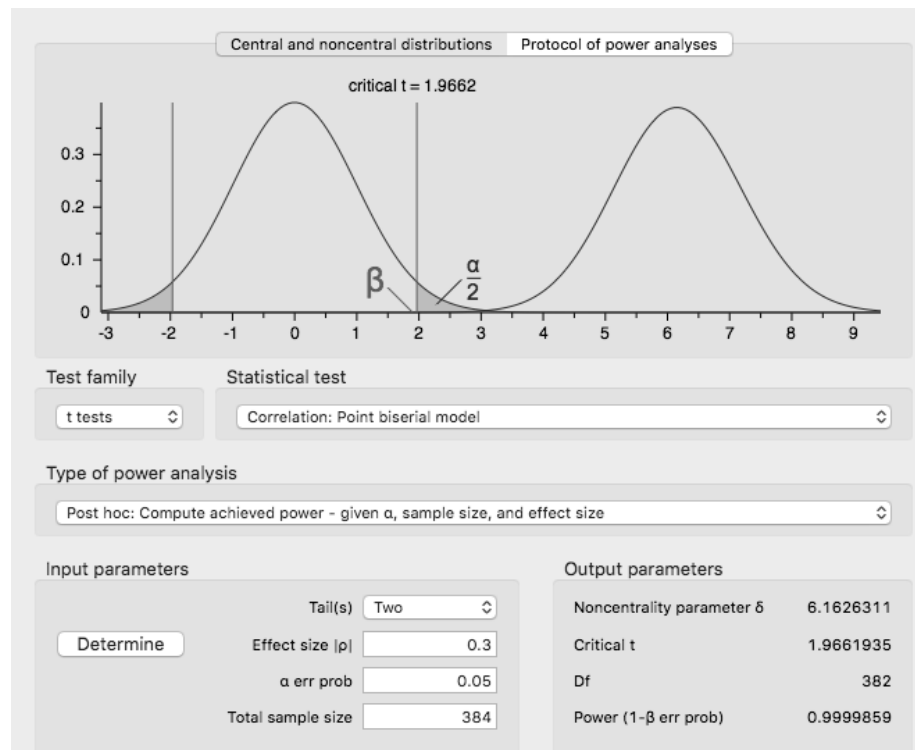 Central and noncentral distributions Protocol of power analyses
critical t = 1.9662
0.3
0.2
0.1
β
α
2
0
-3 -2 -1 0 1 2 3 4 5 6 7 8 9
Test family Statistical test
t tests Correlation: Point biserial model
Type of power analysis
Post hoc: Compute achieved power - given α, sample size, and effect size
Input parameters Output parameters
Tail(s) Two Noncentrality parameter δ 6.1626311
Determine Effect size |ρ| 0.3 Critical t 1.9661935
α err prob 0.05 Df 382
Total sample size 384 Power (1-β err prob) 0.9999859